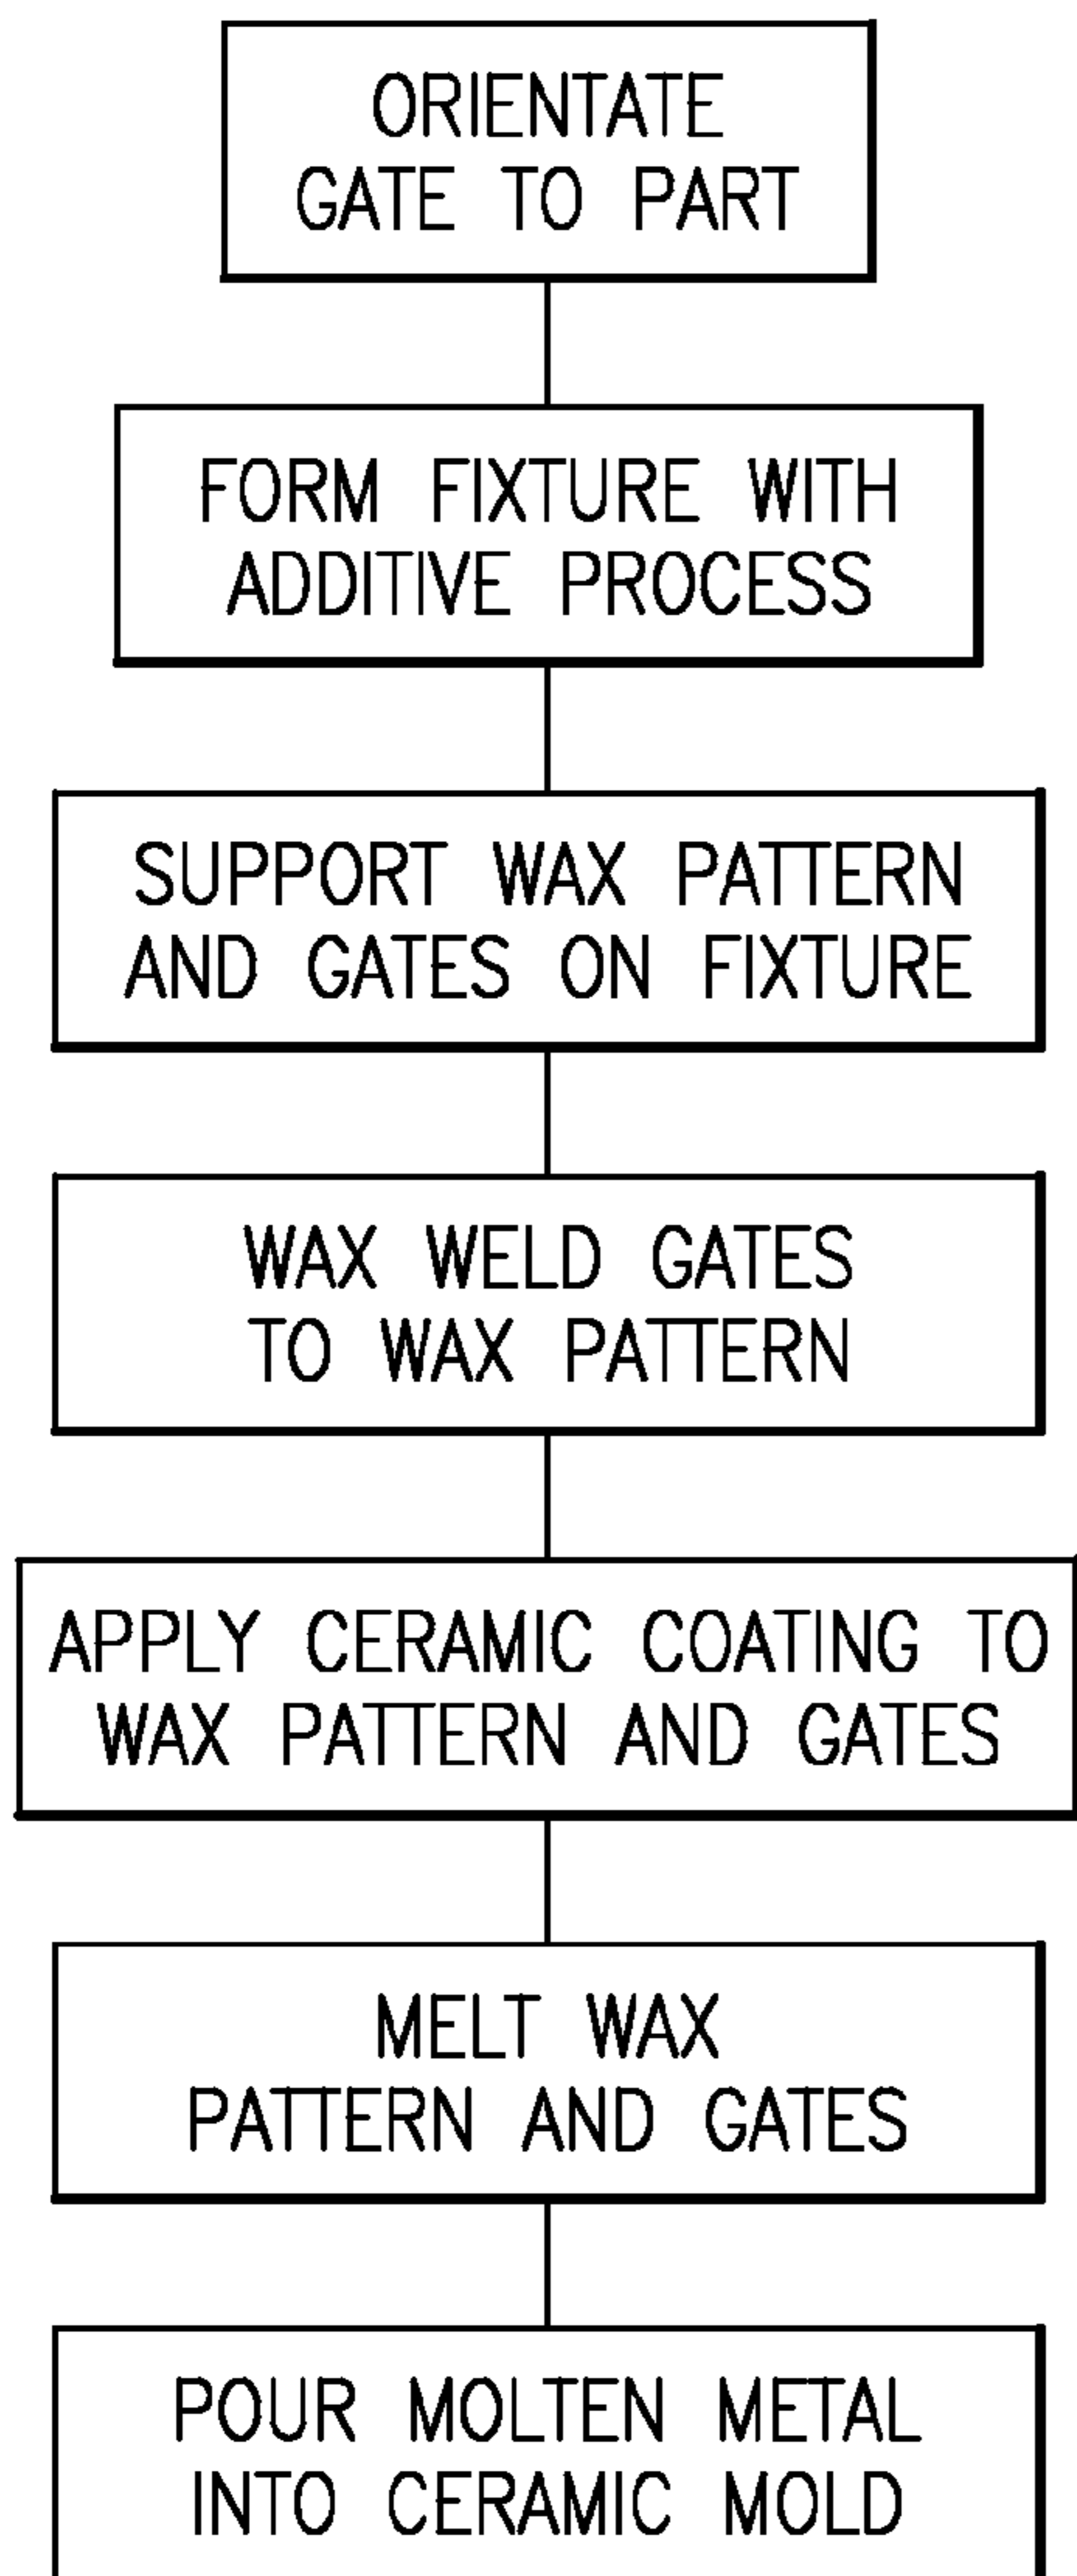 ORIENTATE
GATE TO PART
FORM FIXTURE WITH
ADDITIVE PROCESS
SUPPORT WAX PATTERN
AND GATES ON FIXTURE
WAX WELD GATES
TO WAX PATTERN
APPLY CERAMIC COATING TO
WAX PATTERN AND GATES
MELT WAX
PATTERN AND GATES
POUR MOLTEN METAL
INTO CERAMIC MOLD